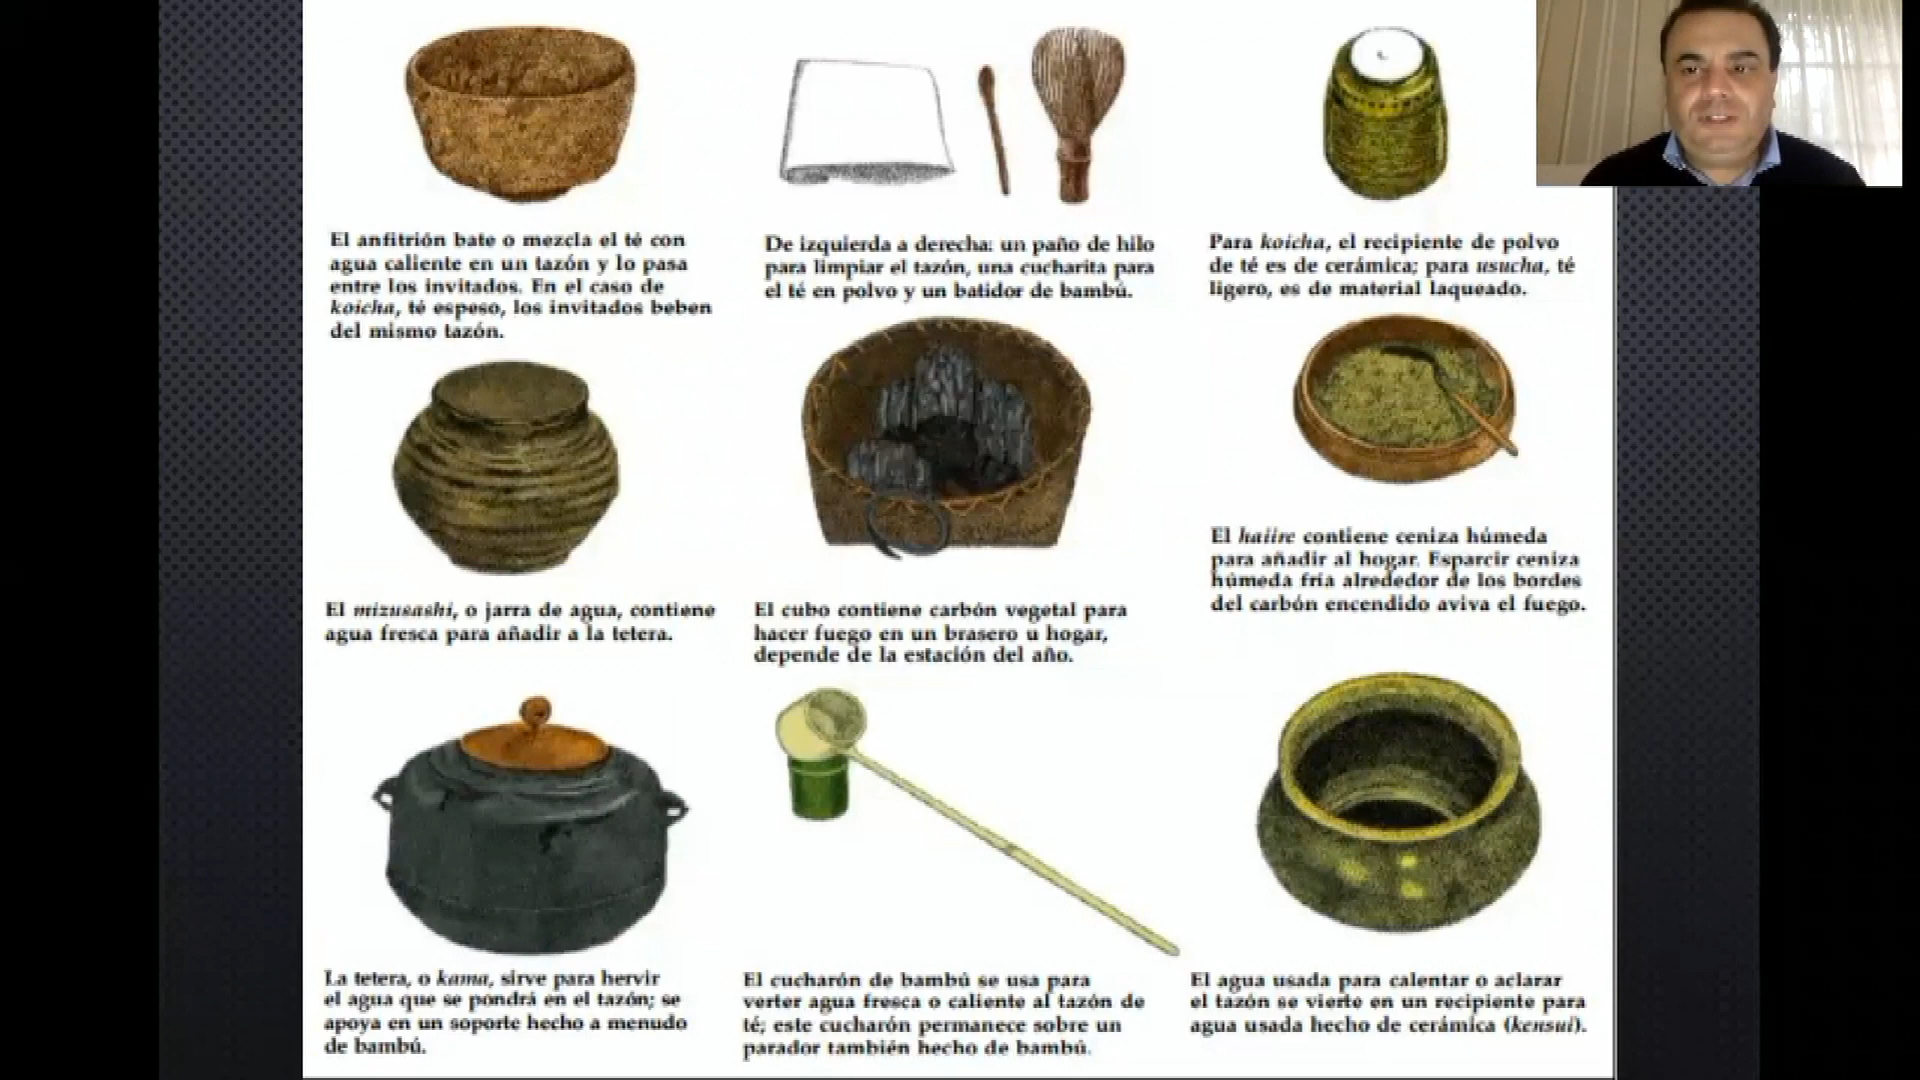 El anfitrión bate o mezcla el té con
agua caliente en un tazón y lo pasa
entre los invitados. En el caso de
koicha, té espeso, los invitados beben
del mismo tazón.
De izquierda a derecha: un paño de hilo
para limpiar el tazón, una cucharita para
el té en polvo y un batidor de bambú.
Para koicha, el recipiente de polvo
de té es de cerámica; para usucha, té
ligero, es de material laqueado.
El mizusashi, o jarra de agua, contiene
agua fresca para añadir a la tetera.
El cubo contiene carbón vegetal para
hacer fuego en un brasero u hogar,
depende de la estación del año.
El haiire contiene ceniza húmeda
para añadir al hogar. Esparcir ceniza
húmeda fría alrededor de los bordes
del carbón encendido aviva el fuego.
La tetera, o kama, sirve para hervir
el agua que se pondrá en el tazón; se
apoya en un soporte hecho a menudo
de bambú.
El cucharón de bambú se usa para
verter agua fresca o caliente al tazón de
té; este cucharón permanece sobre un
parador también hecho de bambú.
El agua usada para calentar o aclarar
el tazón se vierte en un recipiente para
agua usada hecho de cerámica (kensui).